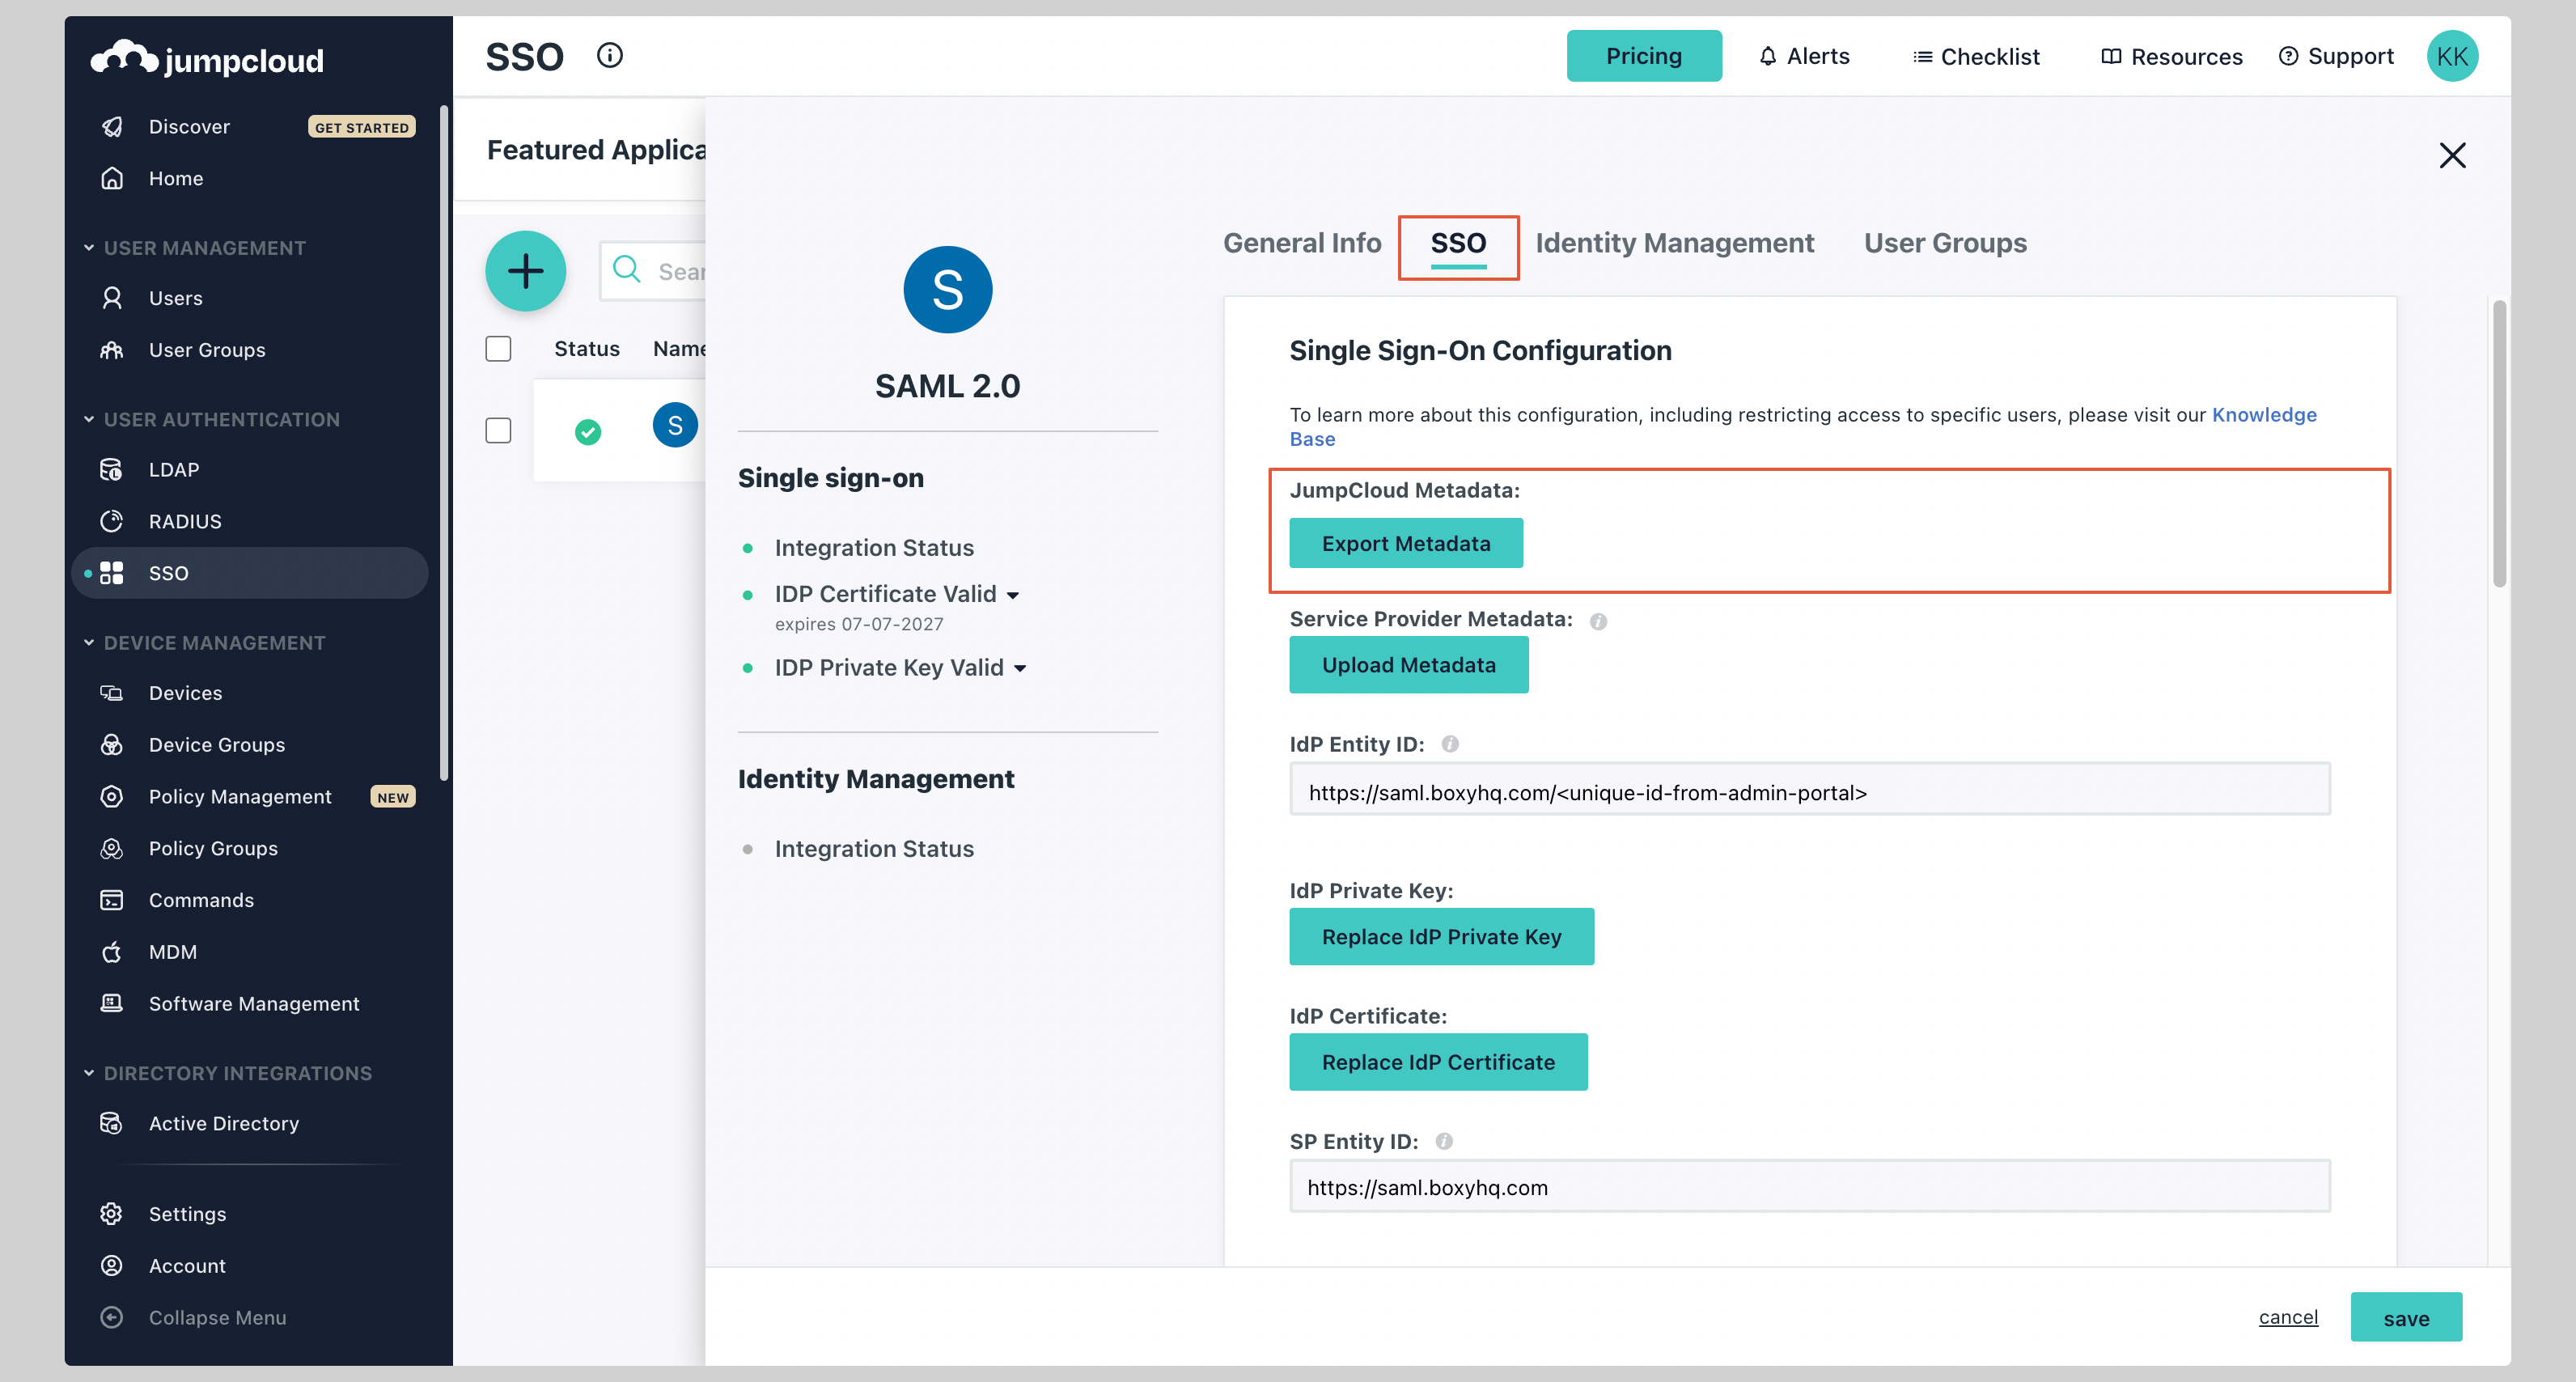 jumpcloud
Discover GET STARTED
Home
USER MANAGEMENT
Users
User Groups
USER AUTHENTICATION
LDAP
RADIUS
SSO
DEVICE MANAGEMENT
Devices
Device Groups
Policy Management NEW
Policy Groups
Commands
MDM
Software Management
DIRECTORY INTEGRATIONS
Active Directory
Settings
Account
Collapse Menu
SSO
Pricing Alerts Checklist Resources Support KK
Featured Applica
Sear
Status Name
S
S
SAML 2.0
Single sign-on
Integration Status
IDP Certificate Valid
expires 07-07-2027
IDP Private Key Valid
Identity Management
Integration Status
General Info SSO Identity Management User Groups
Single Sign-On Configuration
To learn more about this configuration, including restricting access to specific users, please visit our Knowledge
Base
JumpCloud Metadata:
Export Metadata
Service Provider Metadata:
Upload Metadata
IdP Entity ID:
https://saml.boxyhq.com/<unique-id-from-admin-portal>
IdP Private Key:
Replace IdP Private Key
IdP Certificate:
Replace IdP Certificate
SP Entity ID:
https://saml.boxyhq.com
cancel save